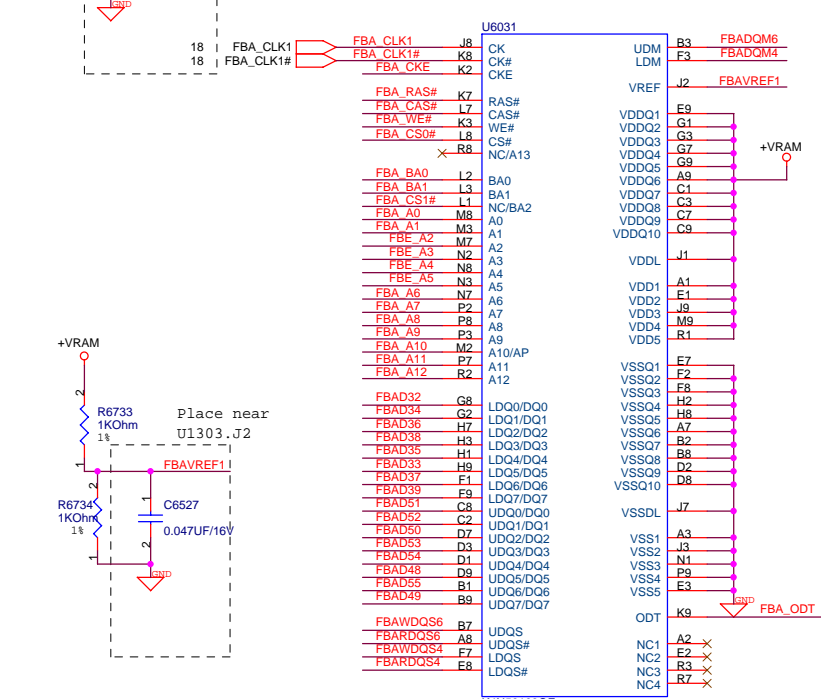 GND
18 FBA_CLK1
18 FBA_CLK1#
U6031
FBA_CLK1 J8 CK
FBA_CLK1# K8 CK#
FBA_CKE K2 CKE
FBA_RAS# K7 RAS#
FBA_CAS# L7 CAS#
FBA_WE# K3 WE#
FBA_CS0# L8 CS#
R8 NC/A13
FBA_BA0 L2 BA0
FBA_BA1 L3 BA1
FBA_CS1# L1 NC/BA2
FBA_A0 M8 A0
FBA_A1 M3 A1
FBE_A2 M7 A2
FBE_A3 N2 A3
FBE_A4 N8 A4
FBE_A5 N3 A5
FBA_A6 N7 A6
FBA_A7 P2 A7
FBA_A8 P8 A8
FBA_A9 P3 A9
FBA_A10 M2 A10/AP
FBA_A11 P7 A11
FBA_A12 R2 A12
FBAD32 G8 LDQ0/DQ0
FBAD34 G2 LDQ1/DQ1
FBAD36 H7 LDQ2/DQ2
FBAD38 H3 LDQ3/DQ3
FBAD35 H1 LDQ4/DQ4
FBAD33 H9 LDQ5/DQ5
FBAD37 F1 LDQ6/DQ6
FBAD39 F9 LDQ7/DQ7
FBAD51 C8 UDQ0/DQ0
FBAD52 C2 UDQ1/DQ1
FBAD50 D7 UDQ2/DQ2
FBAD53 D3 UDQ3/DQ3
FBAD54 D1 UDQ4/DQ4
FBAD48 D9 UDQ5/DQ5
FBAD55 B1 UDQ6/DQ6
FBAD49 B9 UDQ7/DQ7
FBAWDQS6 B7 UDQS
FBARDQS6 A8 UDQS#
FBAWDQS4 F7 LDQS
FBARDQS4 E8 LDQS#
UDM B3 FBADQM6
LDM F3 FBADQM4
VREF J2 FBAVREF1
VDDQ1 E9
VDDQ2 G1
VDDQ3 G3
VDDQ4 G7
VDDQ5 G9
VDDQ6 A9
VDDQ7 C1
VDDQ8 C3
VDDQ9 C7
VDDQ10 C9
+VRAM
VDDL J1
VDD1 A1
VDD2 E1
VDD3 J9
VDD4 M9
VDD5 R1
VSSQ1 E7
VSSQ2 F2
VSSQ3 F8
VSSQ4 H2
VSSQ5 H8
VSSQ6 A7
VSSQ7 B2
VSSQ8 B8
VSSQ9 D2
VSSQ10 D8
VSSDL J7
VSS1 A3
VSS2 J3
VSS3 N1
VSS4 P9
VSS5 E3
GND
ODT K9 FBA_ODT
NC1 A2
NC2 E2
NC3 R3
NC4 R7
+VRAM
2
R6733
1KOhm
1%
1
Place near
U1303.J2
FBAVREF1
2
R6734
1KOhm
1%
1
1
C6527
0.047UF/16V
2
GND